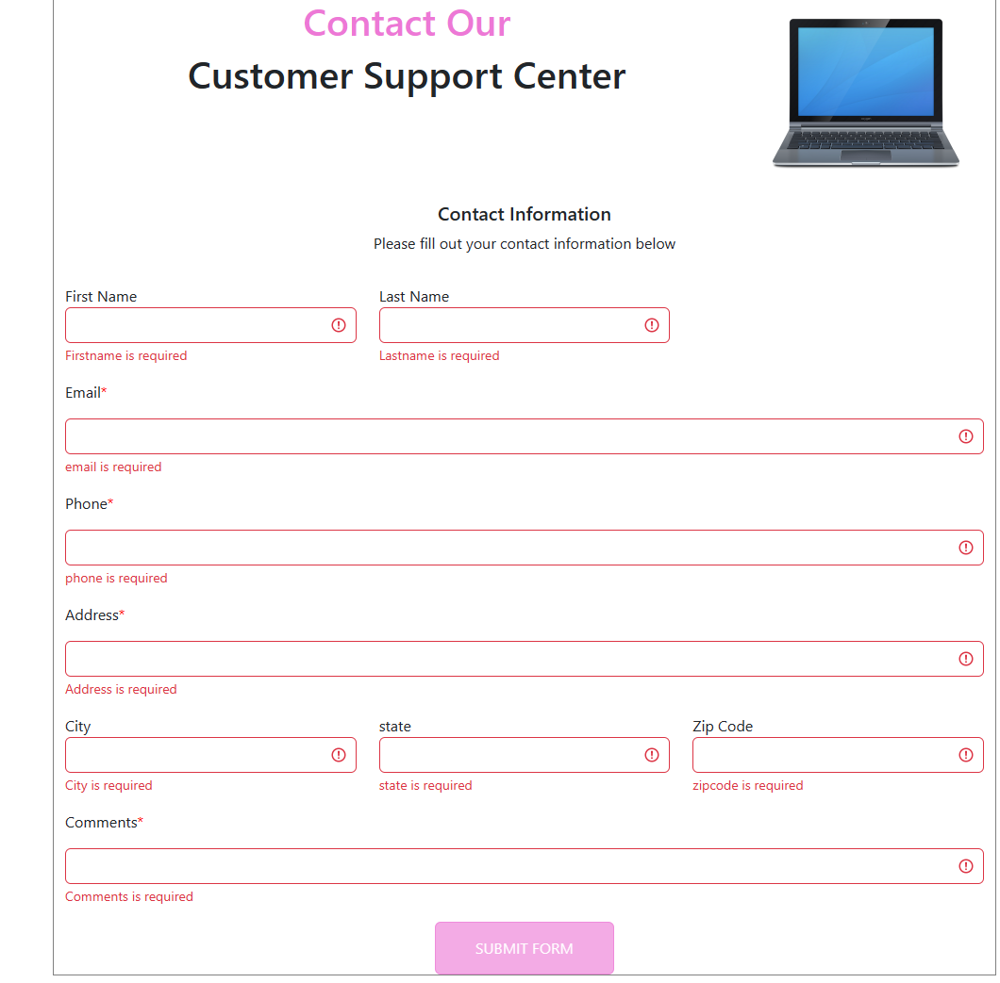 Contact Our
Customer Support Center
Contact Information
Please fill out your contact information below
First Name Last Name
Firstname is required Lastname is required
Email*
email is required
Phone*
phone is required
Address*
Address is required
City state Zip Code
City is required state is required zipcode is required
Comments*
Comments is required
SUBMIT FORM